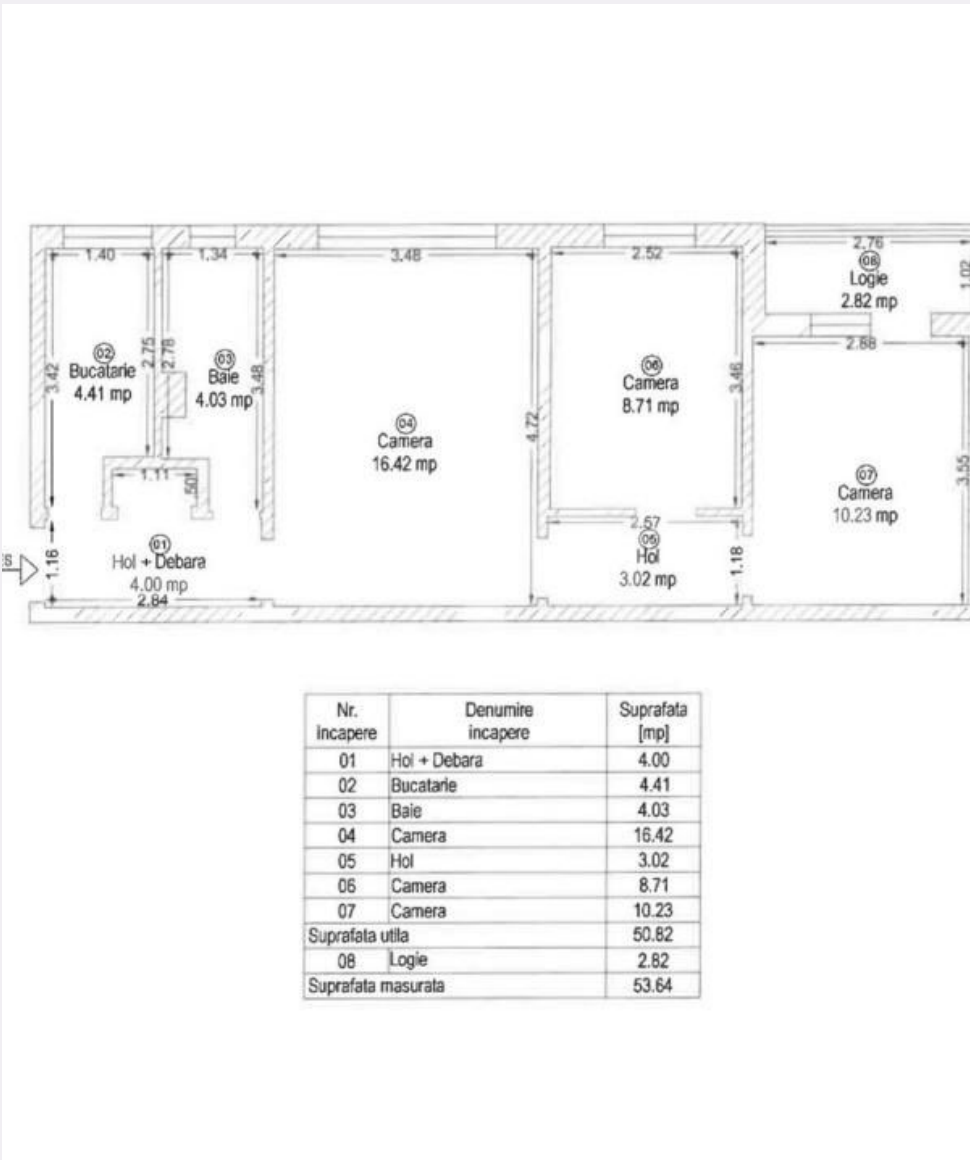 1.40
1.34
3.48
2.52
2.76
08
Logie
2.82 mp
1.02
2.88
02
Bucatarie
4.41 mp
3.42
2.75
2.78
03
Baie
4.03 mp
3.48
04
Camera
16.42 mp
4.72
06
Camera
8.71 mp
3.46
07
Camera
10.23 mp
3.55
1.11
.50
01
Hol + Debara
4.00 mp
2.84
1.16
2.57
05
Hol
3.02 mp
1.18
Nr. incapere Denumire incapere Suprafata [mp]
01 Hol + Debara 4.00
02 Bucatarie 4.41
03 Baie 4.03
04 Camera 16.42
05 Hol 3.02
06 Camera 8.71
07 Camera 10.23
Suprafata utila 50.82
08 Logie 2.82
Suprafata masurata 53.64